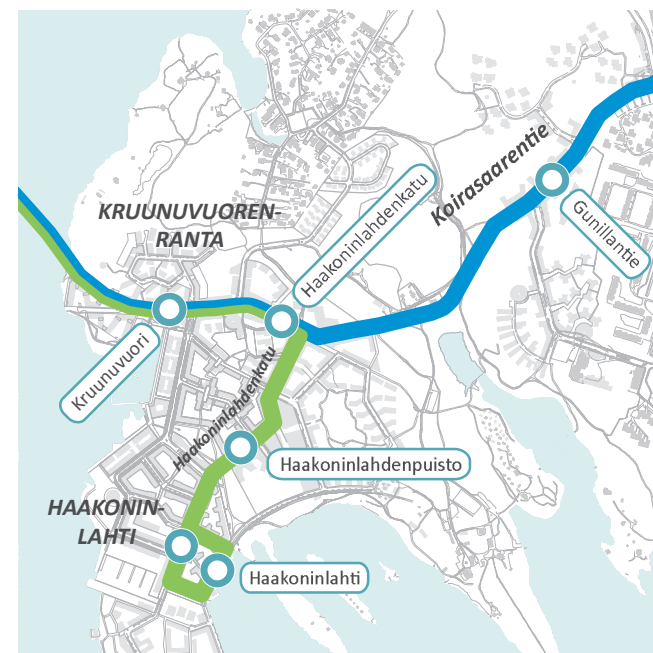 Koirasaarentie
KRUUNUVUOREN-
RANTA
Haakoninlahdenkatu
Gunillantie
Kruunuvuori
Haakoninlahdenkatu
Haakoninlahdenpuisto
HAAKONIN-
LAHTI
Haakoninlahti